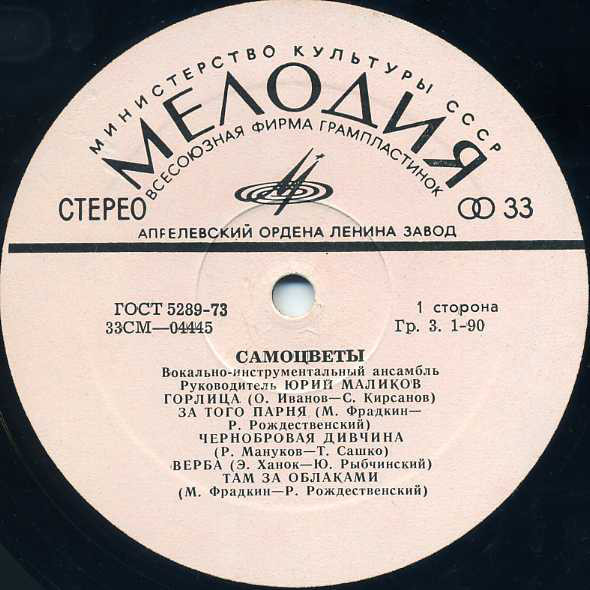 МИНИСТЕРСТВО КУЛЬТУРЫ СССР
МЕЛОДИЯ
ВСЕСОЮЗНАЯ ФИРМА ГРАМПЛАСТИНОК
СТЕРЕО
33
АПРЕЛЕВСКИЙ ОРДЕНА ЛЕНИНА ЗАВОД
ГОСТ 5289-73
1 сторона
33СМ—04445
Гр. 3. 1-90
САМОЦВЕТЫ
Вокально-инструментальный ансамбль
Руководитель ЮРИЙ МАЛИКОВ
ГОРЛИЦА (О. Иванов—С. Кирсанов)
ЗА ТОГО ПАРНЯ (М. Фрадкин—
Р. Рождественский)
ЧЕРНОБРОВАЯ ДИВЧИНА
(Р. Мануков—Т. Сашко)
ВЕРБА (Э. Ханок—Ю. Рыбчинский)
ТАМ ЗА ОБЛАКАМИ
(М. Фрадкин—Р. Рождественский)